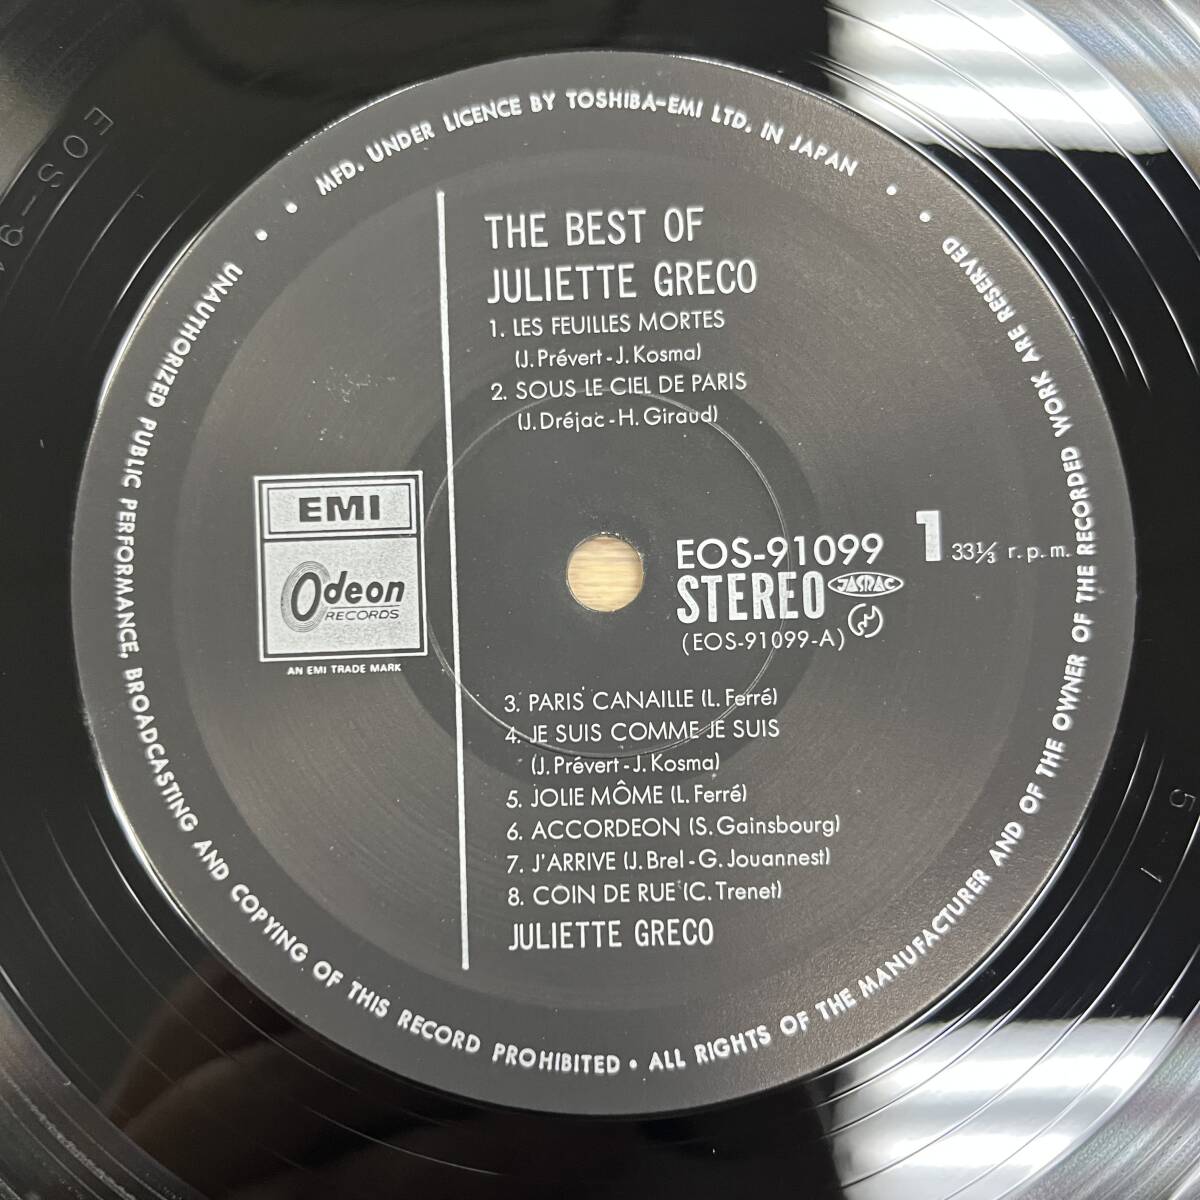 MFD. UNDER LICENCE BY TOSHIBA-EMI LTD. IN JAPAN
THE BEST OF
JULIETTE GRECO
1. LES FEUILLES MORTES
(J. Prévert-J. Kosma)
2. SOUS LE CIEL DE PARIS
(J. Dréjac-H. Giraud)
EMI
Odeon
RECORDS
AN EMI TRADE MARK
EOS-91099
1
33⅓ r.p.m.
STEREO
JASRAC
(EOS-91099-A)
3. PARIS CANAILLE (L. Ferré)
4. JE SUIS COMME JE SUIS
(J. Prévert-J. Kosma)
5. JOLIE MÔME (L. Ferré)
6. ACCORDEON (S. Gainsbourg)
7. J'ARRIVE (J. Brel-G. Jouannest)
8. COIN DE RUE (C. Trenet)
JULIETTE GRECO
UNAUTHORIZED PUBLIC PERFORMANCE, BROADCASTING AND COPYING OF THIS RECORD PROHIBITED • ALL RIGHTS OF THE MANUFACTURER AND OF THE OWNER OF THE RECORDED WORK ARE RESERVED
EOS-9